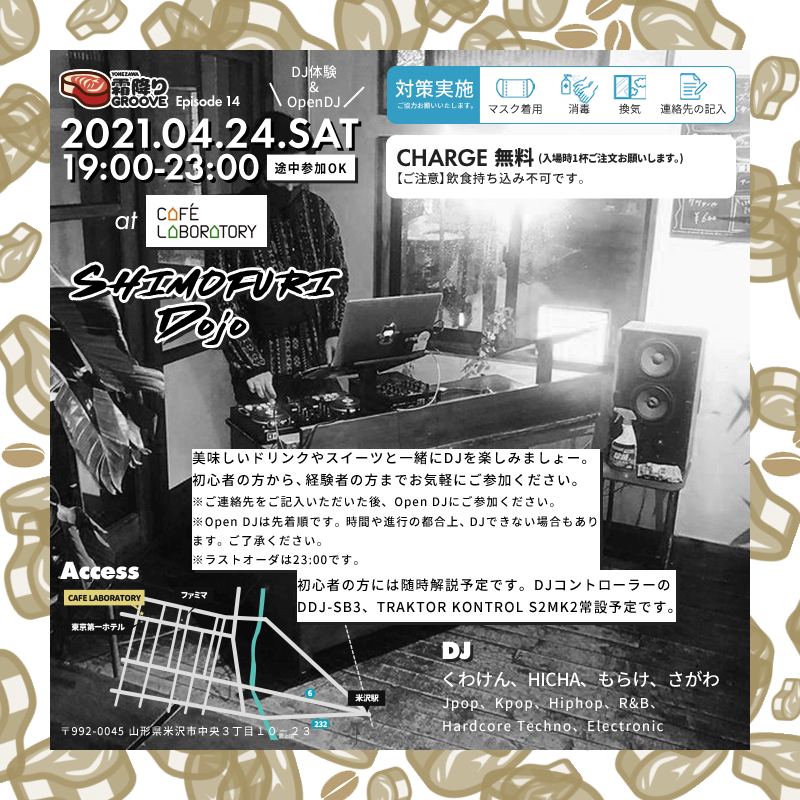 YONEZAWA
霜降り
GROOVE
Episode 14
DJ体験
&
OpenDJ
2021.04.24.SAT
19:00-23:00
途中参加OK
at
CAFÉ
LABORATORY
SHIMOFURI
Dojo
対策実施
ご協力お願いいたします。
マスク着用
消毒
換気
連絡先の記入
CHARGE 無料 (入場時1杯ご注文お願いします。)
【ご注意】飲食持ち込み不可です。
美味しいドリンクやスイーツと一緒にDJを楽しみましょー。
初心者の方から、経験者の方までお気軽にご参加ください。
※ご連絡先をご記入いただいた後、Open DJにご参加ください。
※Open DJは先着順です。時間や進行の都合上、DJできない場合もあり
ます。ご了承ください。
※ラストオーダは23:00です。
初心者の方には随時解説予定です。DJコントローラーの
DDJ-SB3、TRAKTOR KONTROL S2MK2常設予定です。
Access
CAFE LABORATORY
ファミマ
東京第一ホテル
米沢駅
6
232
〒992-0045 山形県米沢市中央３丁目１０−２３
DJ
くわけん、HICHA、もらけ、さがわ
Jpop、Kpop、Hiphop、R&B、
Hardcore Techno、Electronic